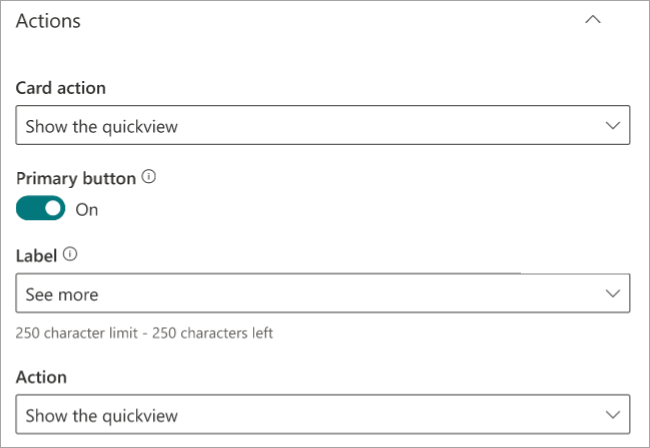 Actions
Card action
Show the quickview
Primary button
On
Label
See more
250 character limit - 250 characters left
Action
Show the quickview